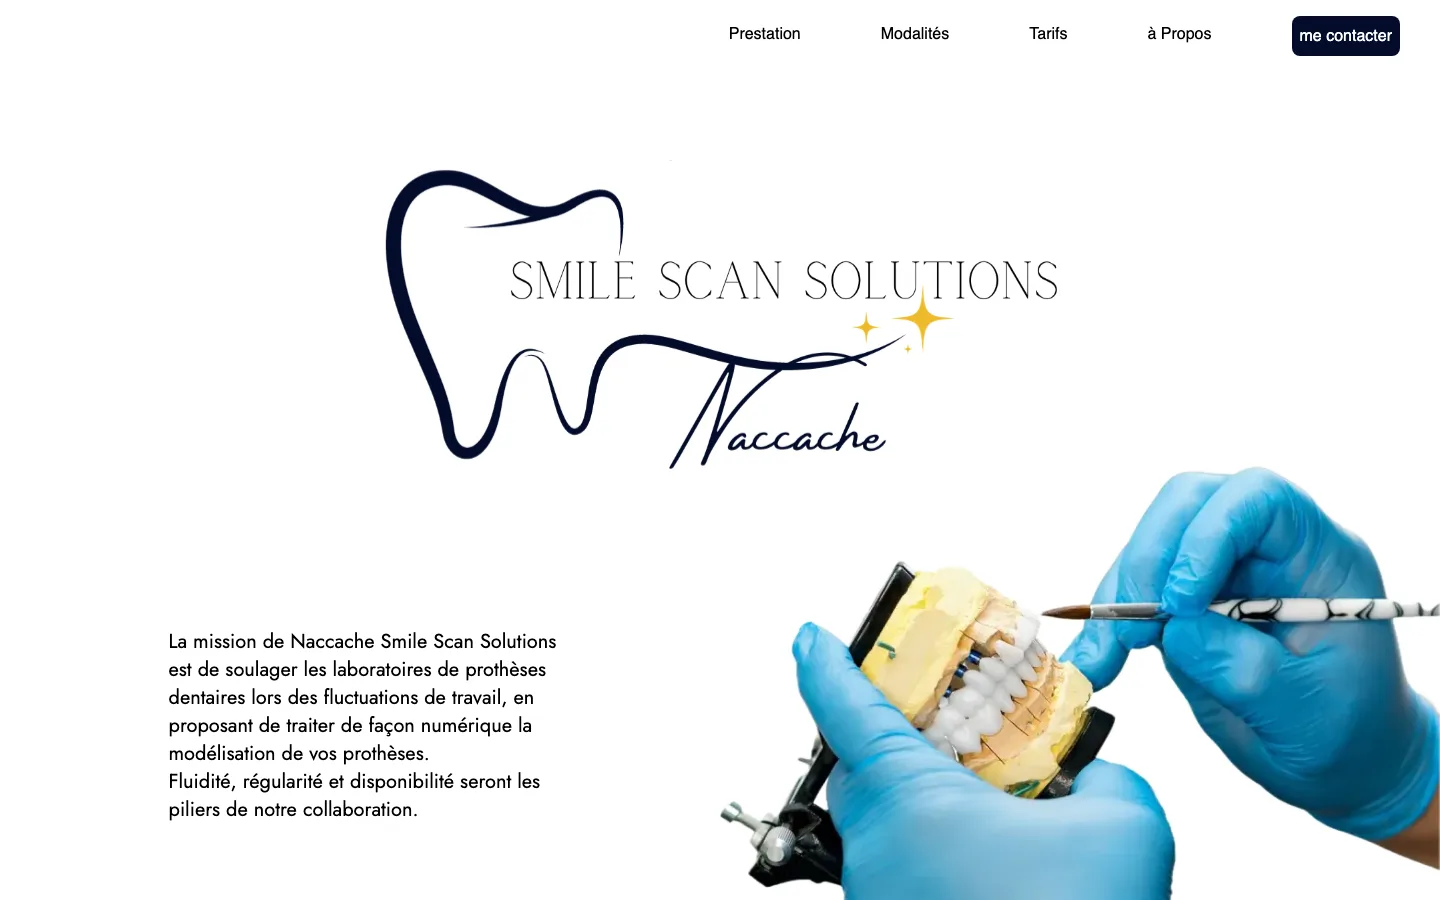 Prestation
Modalités
Tarifs
à Propos
me contacter
SMILE SCAN SOLUTIONS
Naccache
La mission de Naccache Smile Scan Solutions
est de soulager les laboratoires de prothèses
dentaires lors des fluctuations de travail, en
proposant de traiter de façon numérique la
modélisation de vos prothèses.
Fluidité, régularité et disponibilité seront les
piliers de notre collaboration.